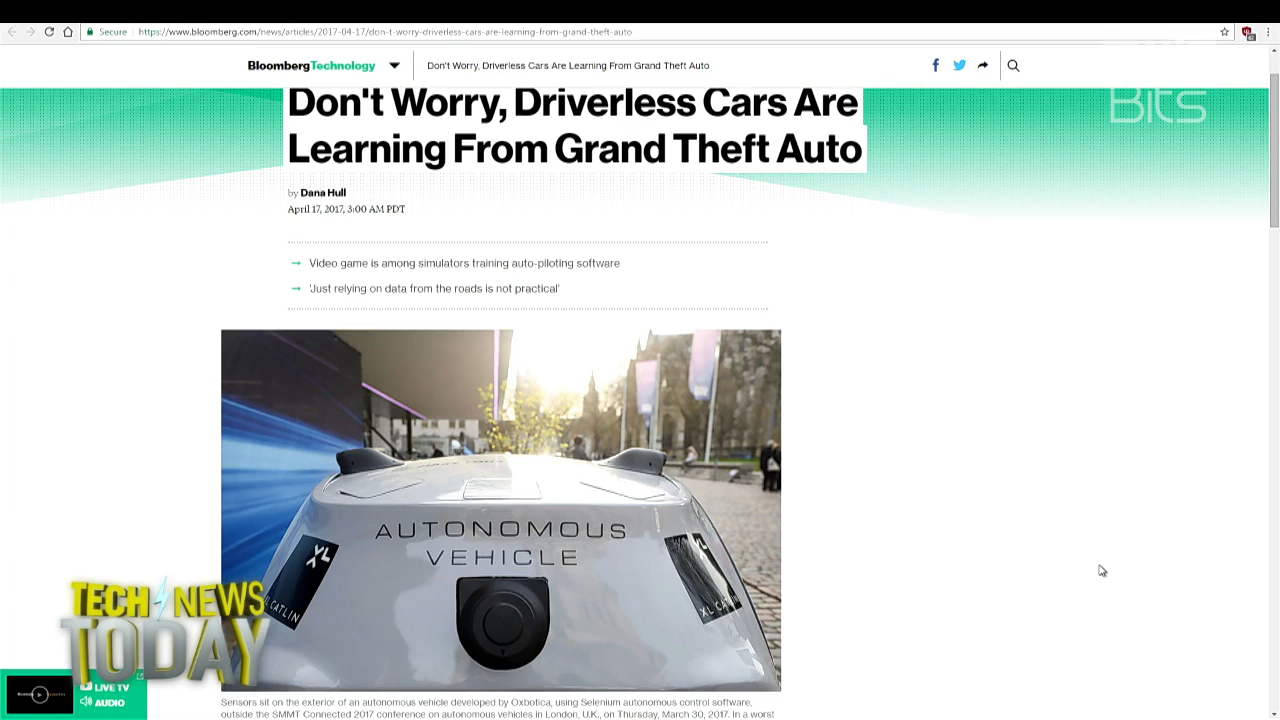 Secure https://www.bloomberg.com/news/articles/2017-04-17/don-t-worry-driverless-cars-are-learning-from-grand-theft-auto
BloombergTechnology Don't Worry, Driverless Cars Are Learning From Grand Theft Auto
Bits
Don't Worry, Driverless Cars Are
Learning From Grand Theft Auto
by Dana Hull
April 17, 2017, 3:00 AM PDT
→ Video game is among simulators training auto-piloting software
→ 'Just relying on data from the roads is not practical'
AUTONOMOUS
VEHICLE
XL
XL CATLIN
TECH NEWS
TODAY
LIVE TV
AUDIO
Sensors sit on the exterior of an autonomous vehicle developed by Oxbotica, using Selenium autonomous control software,
outside the SMMT Connected 2017 conference on autonomous vehicles in London, U.K., on Thursday, March 30, 2017. In a worst